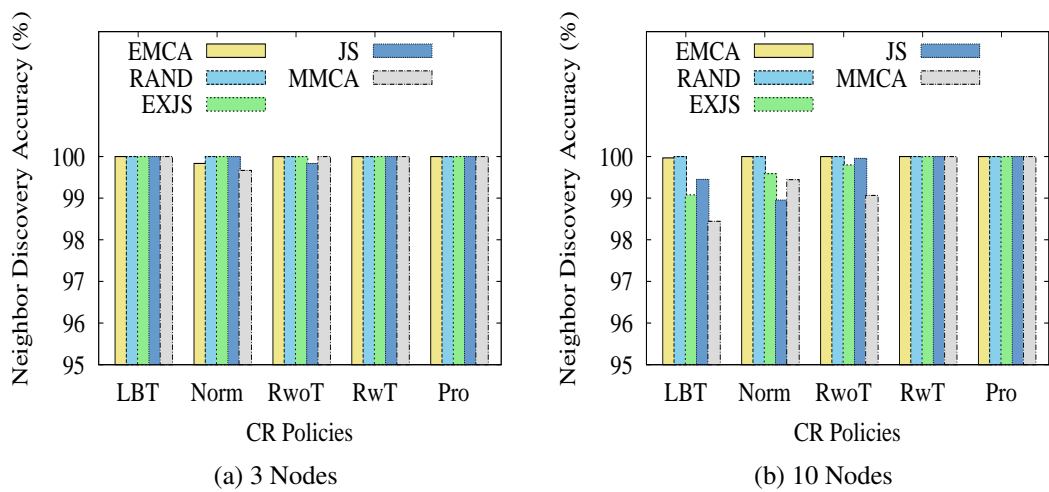 Neighbor Discovery Accuracy (%)
EMCA
RAND
EXJS
JS
MMCA
100
99
98
97
96
95
LBT Norm RwoT RwT Pro
CR Policies
(a) 3 Nodes
Neighbor Discovery Accuracy (%)
EMCA
RAND
EXJS
JS
MMCA
100
99
98
97
96
95
LBT Norm RwoT RwT Pro
CR Policies
(b) 10 Nodes